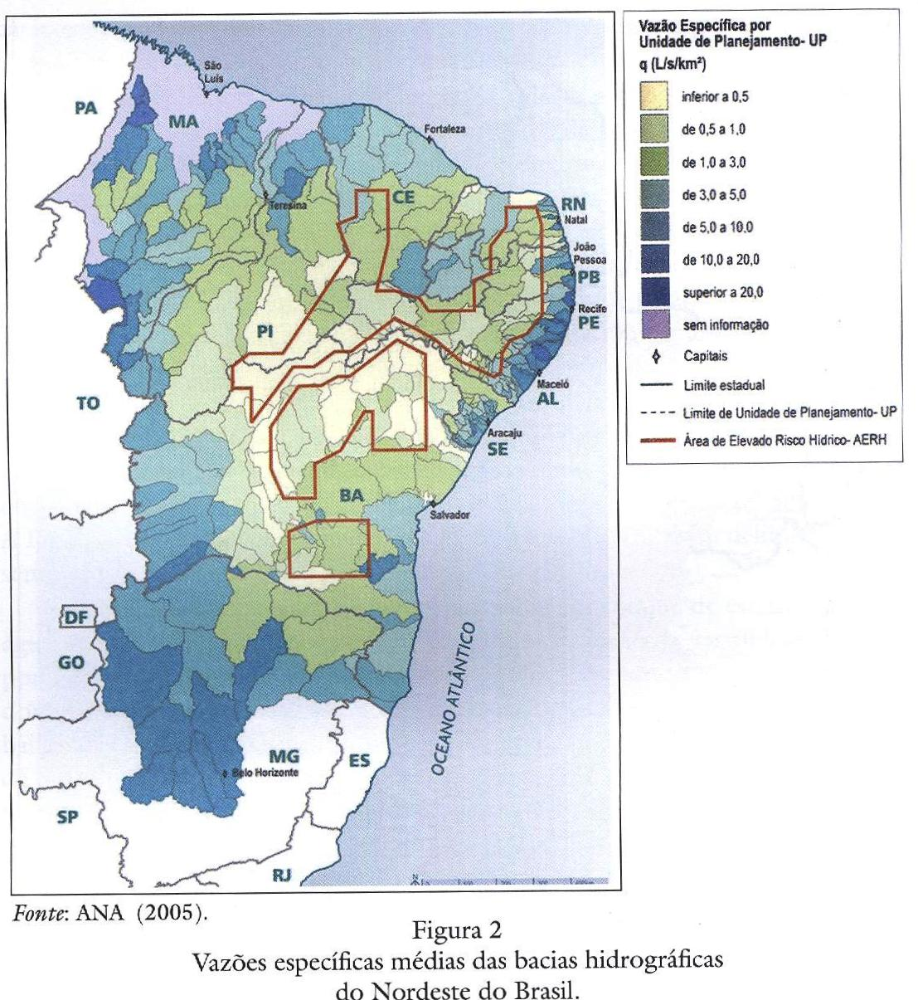 São
Luís
PA
MA
Fortaleza
Teresina
CE
RN
Natal
João
Pessoa
PB
Recife
PE
PI
Maceió
AL
TO
Aracaju
SE
BA
Salvador
DF
GO
OCEANO ATLÂNTICO
MG
ES
Belo Horizonte
SP
RJ
N
Vazão Específica por
Unidade de Planejamento- UP
q (L/s/km²)
inferior a 0,5
de 0,5 a 1,0
de 1,0 a 3,0
de 3,0 a 5,0
de 5,0 a 10,0
de 10,0 a 20,0
superior a 20,0
sem informação
Capitais
Limite estadual
Limite de Unidade de Planejamento- UP
Área de Elevado Risco Hídrico- AERH
Fonte: ANA (2005).
Figura 2
Vazões específicas médias das bacias hidrográficas
do Nordeste do Brasil.